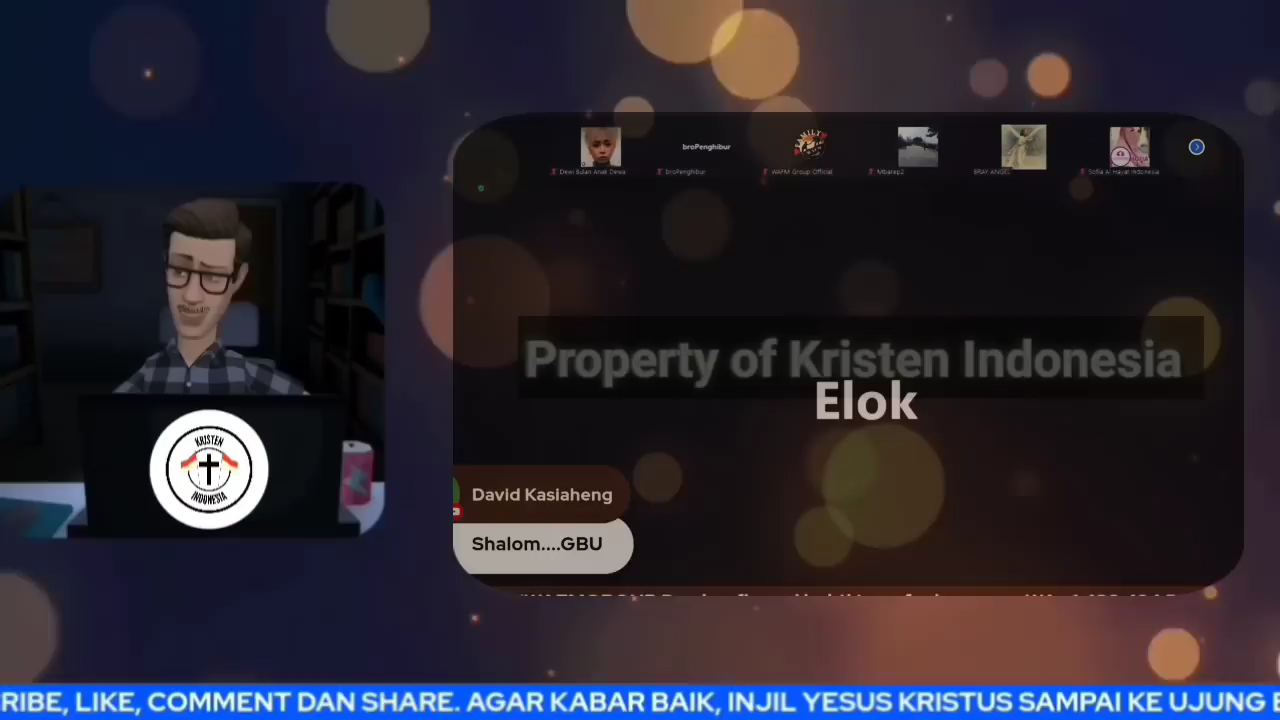 broPenghibur
FAMILY
Dewi Bulan Anak Dewa
broPenghibur
WAFM Group Official
Mbarep2
BRAY ANGEL
Sofia Al Hayat Indonesia
Property of Kristen Indonesia
Elok
David Kasiaheng
Shalom....GBU
KRISTEN
INDONESIA
RIBE, LIKE, COMMENT DAN SHARE. AGAR KABAR BAIK, INJIL YESUS KRISTUS SAMPAI KE UJUNG